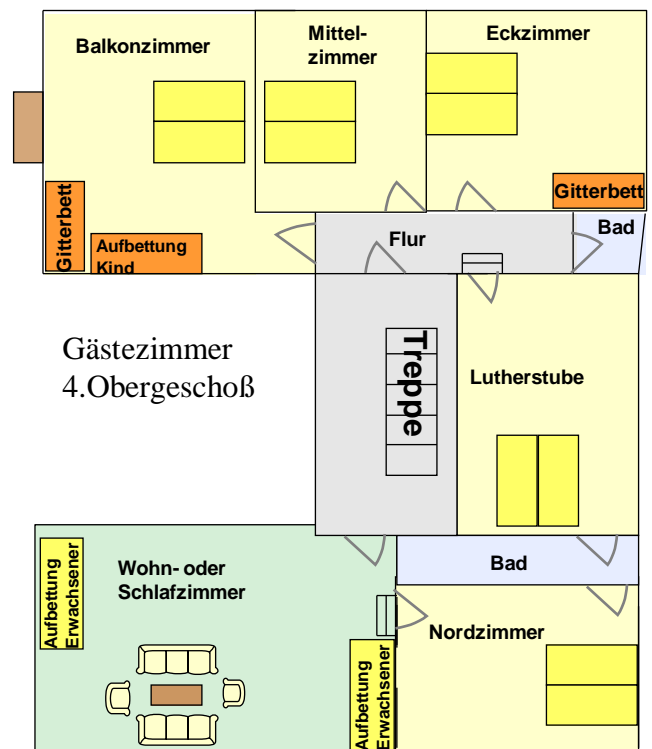 Balkonzimmer
Mittel-
zimmer
Eckzimmer
Gitterbett
Gitterbett
Aufbettung
Kind
Flur
Bad
Gästezimmer
4.Obergeschoß
Treppe
Lutherstube
Aufbettung
Erwachsener
Wohn- oder
Schlafzimmer
Bad
Nordzimmer
Aufbettung
Erwachsener